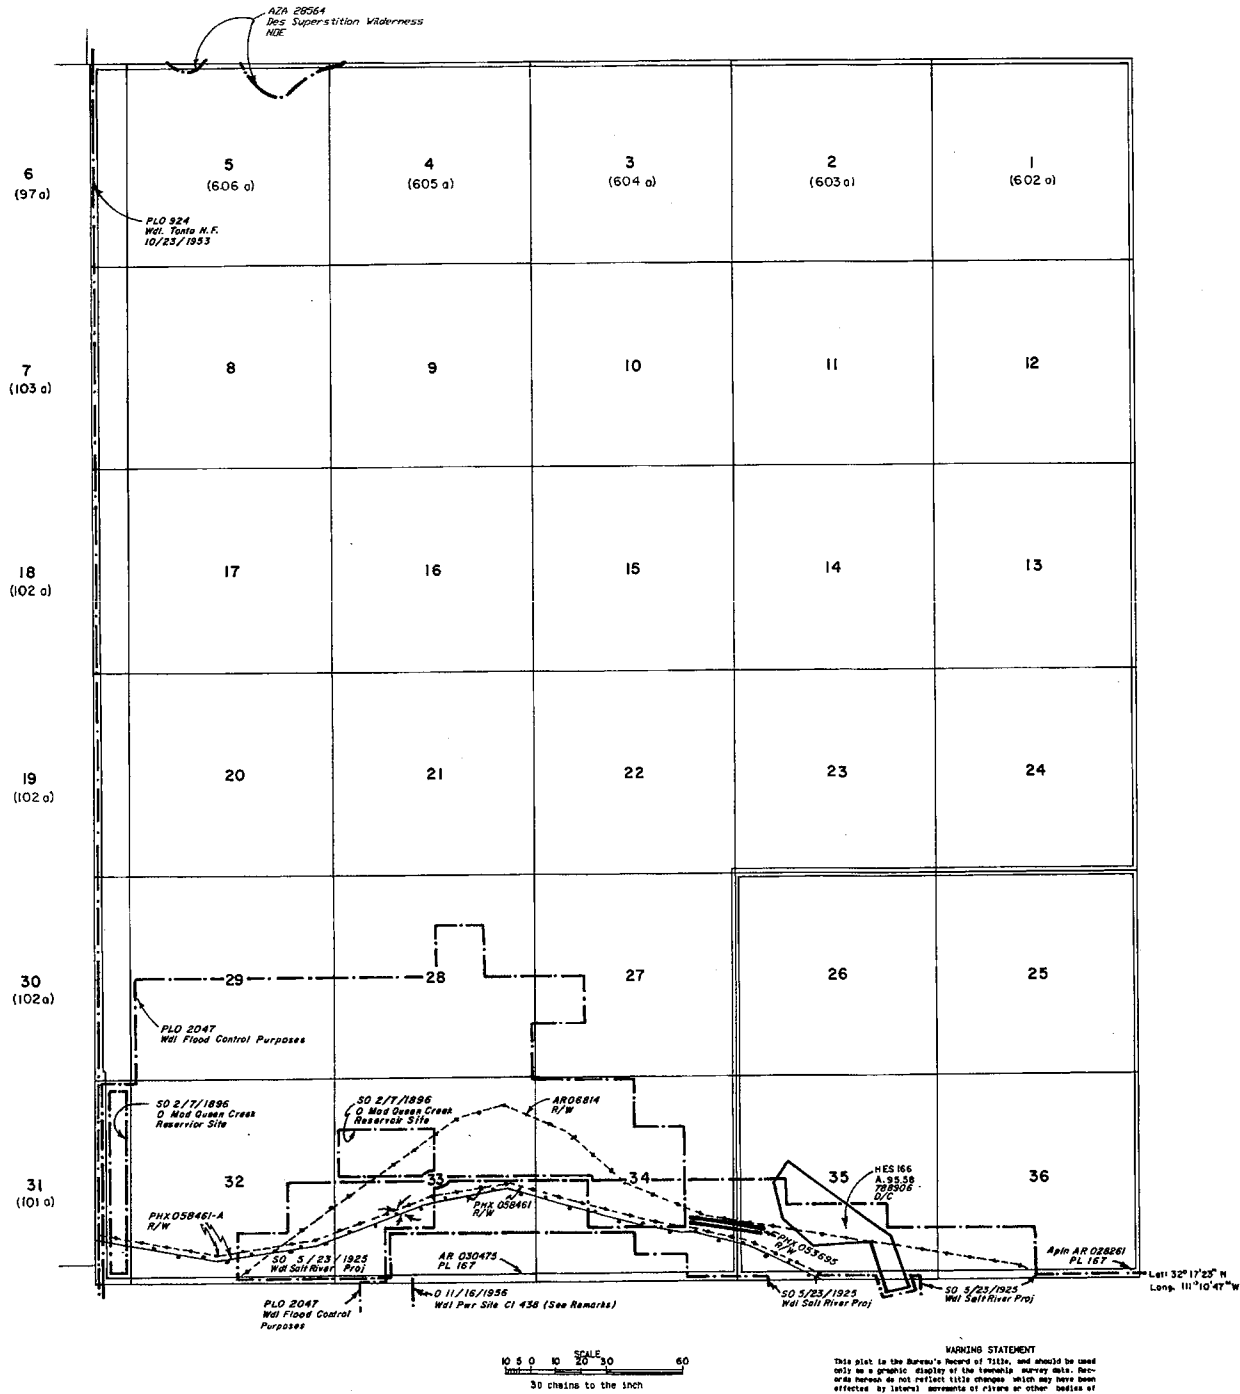 AZA 28564
Des Superstition Wilderness
NOE
6
(97a)
5
(606 a)
4
(605 a)
3
(604 a)
2
(603a)
1
(602a)
PLO 924
Wdl. Tonto N.F.
10/23/1953
7
(103 a)
8
9
10
11
12
18
(102 a)
17
16
15
14
13
19
(102 a)
20
21
22
23
24
30
(102a)
29
28
27
26
25
PLO 2047
Wdl Flood Control Purposes
SO 2/7/1896
O Mod Queen Creek
Reservior Site
SO 2/7/1896
O Mod Queen Creek
Reservoir Site
AR06814
R/W
31
(101 a)
32
33
34
35
36
HES 166
A. 95.58
788906
D/C
PHX 058461-A
R/W
PHX 058461
R/W
PHX 053695
R/W
SO 5/23/1925
Wdl Salt River Proj
AR 030475
PL 167
Apln AR 028261
PL 167
Lat: 32° 17'23" N
Long. 111° 10'47" W
PLO 2047
Wdl Flood Control
Purposes
O 11/16/1956
Wdl Pwr Site Cl 438 (See Remarks)
SO 5/23/1925
Wdl Salt River Proj
SO 5/23/1925
Wdl Salt River Proj
SCALE
10 5 0 10 20 30 60
30 chains to the inch
WARNING STATEMENT
This plat is the Bureau's Record of Title, and should be used
only as a graphic display of the township survey data. Rec-
ords hereon do not reflect title changes which may have been
effected by lateral movements of rivers or other bodies of